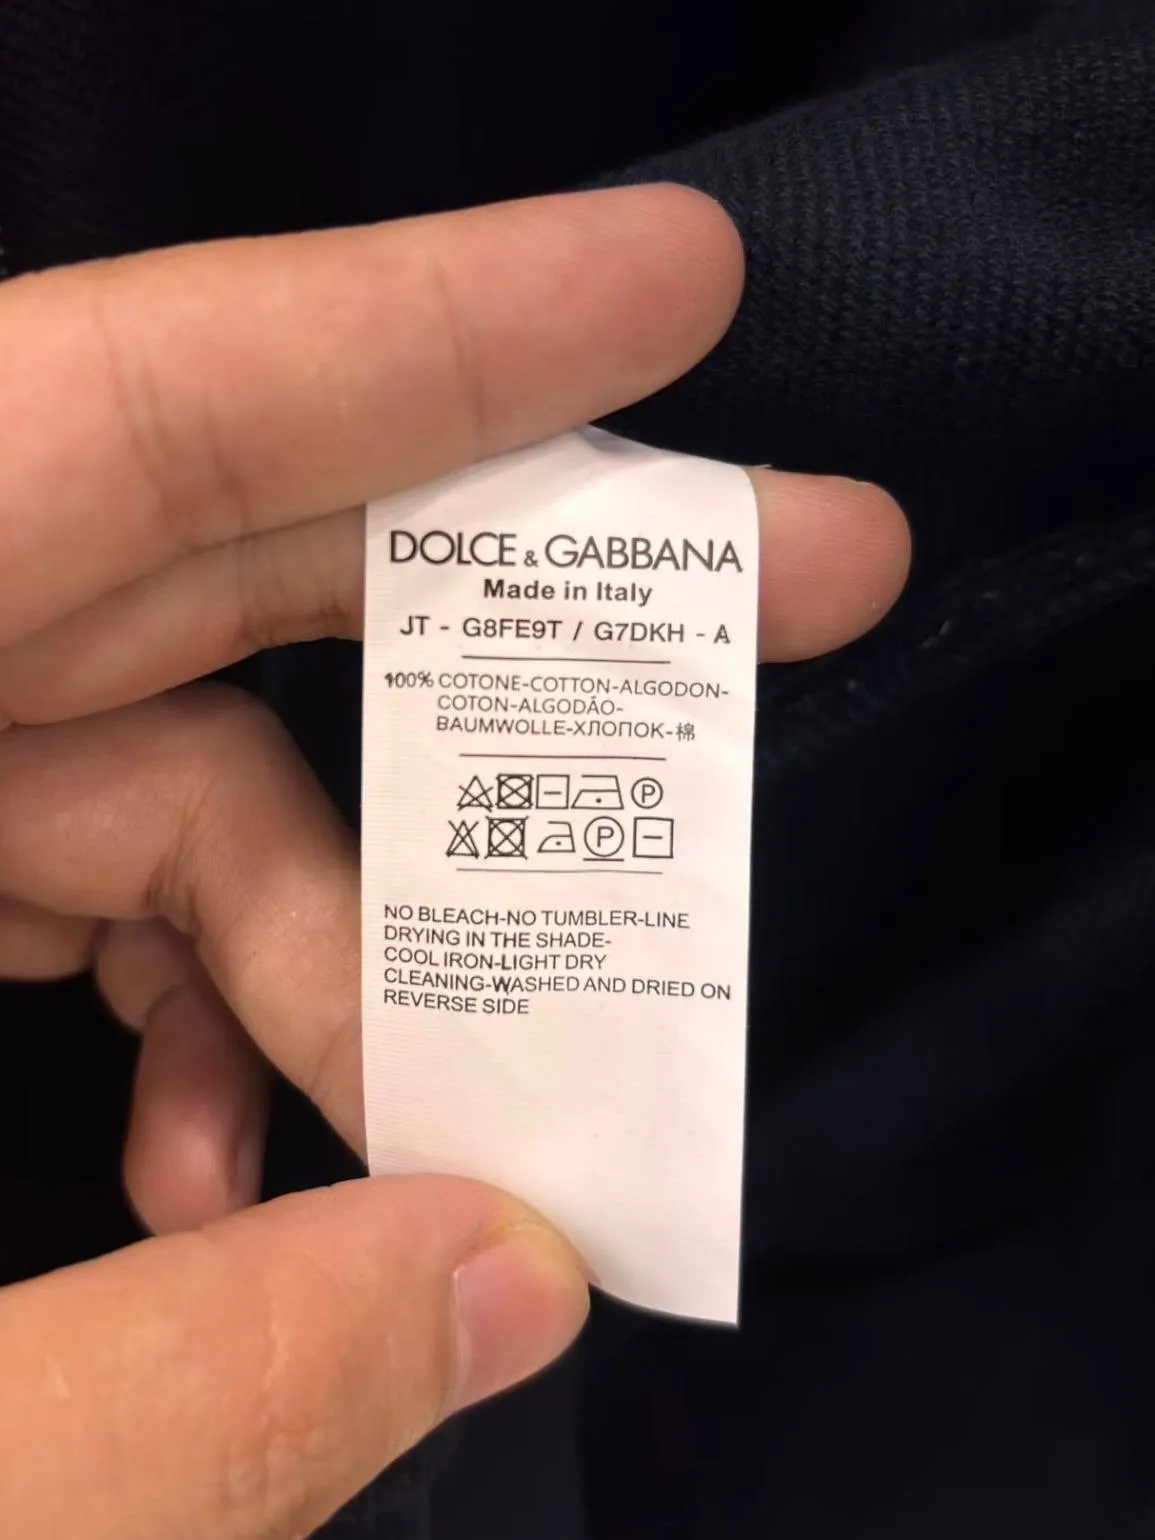 DOLCE & GABBANA
Made in Italy
JT - G8FE9T / G7DKH - A
100% COTONE-COTTON-ALGODON-
COTON-ALGODÃO-
BAUMWOLLE-ХЛОПОК-棉
P
P
NO BLEACH-NO TUMBLER-LINE
DRYING IN THE SHADE-
COOL IRON-LIGHT DRY
CLEANING-WASHED AND DRIED ON
REVERSE SIDE